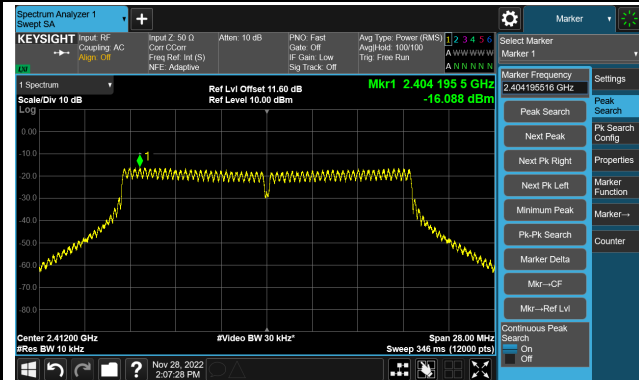 Spectrum Analyzer 1
Swept SA
+
Marker
KEYSIGHT
Input: RF
Coupling: AC
Align: Off
Input Z: 50 Ω
Corr CCorr
Freq Ref: Int (S)
NFE: Adaptive
Atten: 10 dB
PNO: Fast
Gate: Off
IF Gain: Low
Sig Track: Off
Avg Type: Power (RMS)
Avg|Hold: 100/100
Trig: Free Run
1 2 3 4 5 6
A W W W W W
A N N N N N
LXI
Select Marker
Marker 1
1 Spectrum
Scale/Div 10 dB
Ref Lvl Offset 11.60 dB
Ref Level 10.00 dBm
Mkr1 2.404 195 5 GHz
-16.088 dBm
Log
0.00
-10.0
-20.0
-30.0
-40.0
-50.0
-60.0
-70.0
-80.0
1
Center 2.41200 GHz
#Res BW 10 kHz
#Video BW 30 kHz*
Span 28.00 MHz
Sweep 346 ms (12000 pts)
Marker Frequency
2.404195516 GHz
Peak Search
Next Peak
Next Pk Right
Next Pk Left
Minimum Peak
Pk-Pk Search
Marker Delta
Mkr→CF
Mkr→Ref Lvl
Continuous Peak
Search
On
Off
Settings
Peak
Search
Pk Search
Config
Properties
Marker
Function
Marker→
Counter
?
Nov 28, 2022
2:07:28 PM